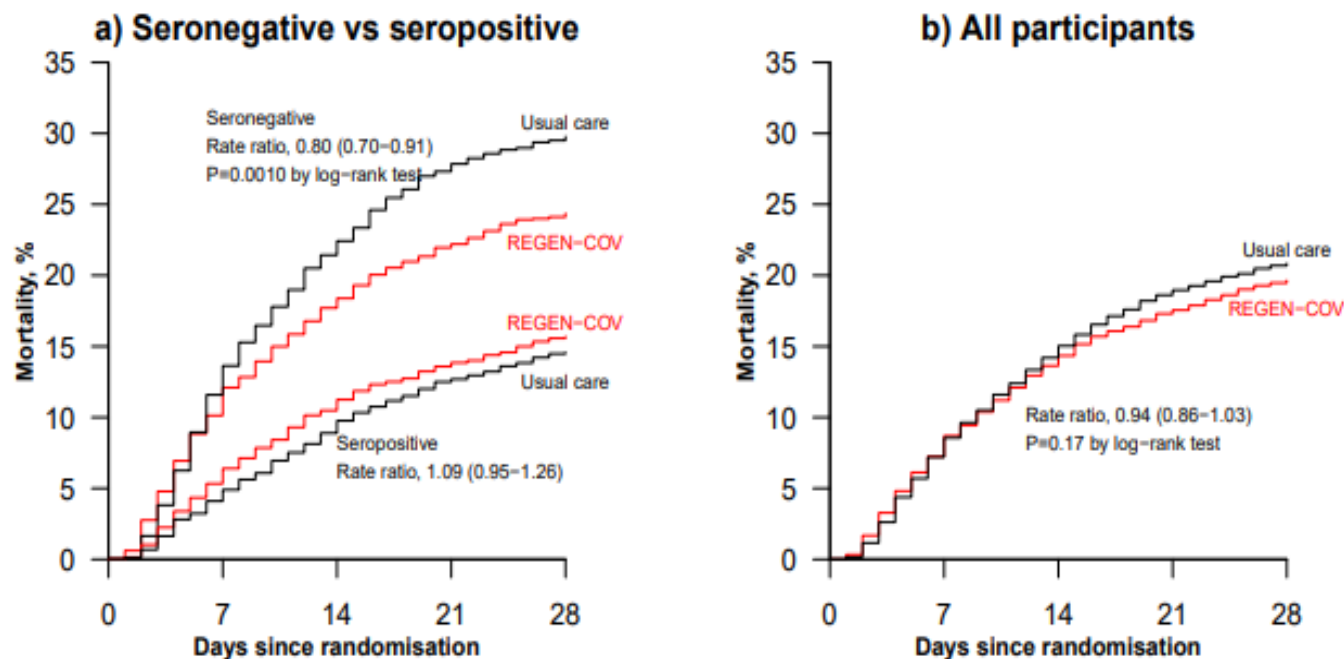 a) Seronegative vs seropositive
35
30
25
20
15
10
5
0
Mortality, %
Seronegative
Rate ratio, 0.80 (0.70−0.91)
P=0.0010 by log−rank test
Usual care
REGEN−COV
REGEN−COV
Usual care
Seropositive
Rate ratio, 1.09 (0.95−1.26)
0 7 14 21 28
Days since randomisation
b) All participants
35
30
25
20
15
10
5
0
Mortality, %
Usual care
REGEN−COV
Rate ratio, 0.94 (0.86−1.03)
P=0.17 by log−rank test
0 7 14 21 28
Days since randomisation